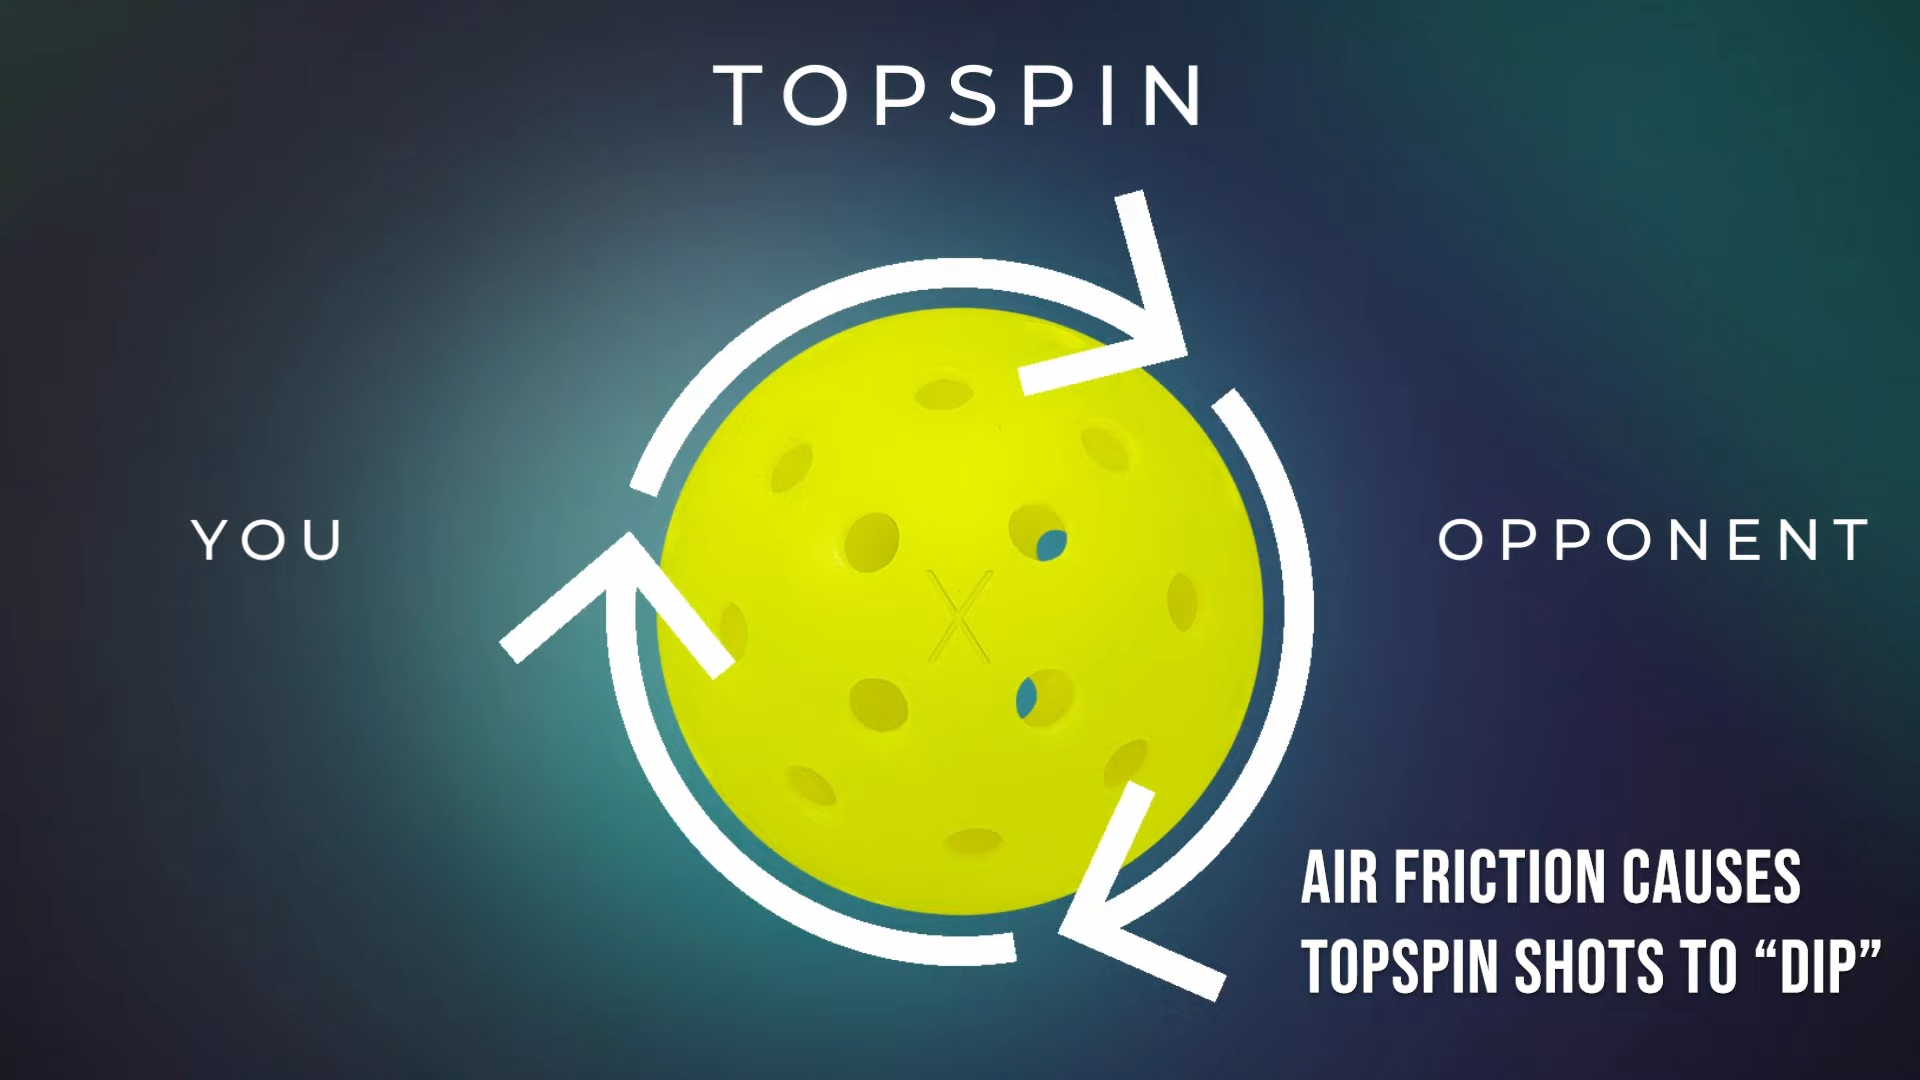 TOPSPIN
YOU
OPPONENT
X
AIR FRICTION CAUSES
TOPSPIN SHOTS TO “DIP”